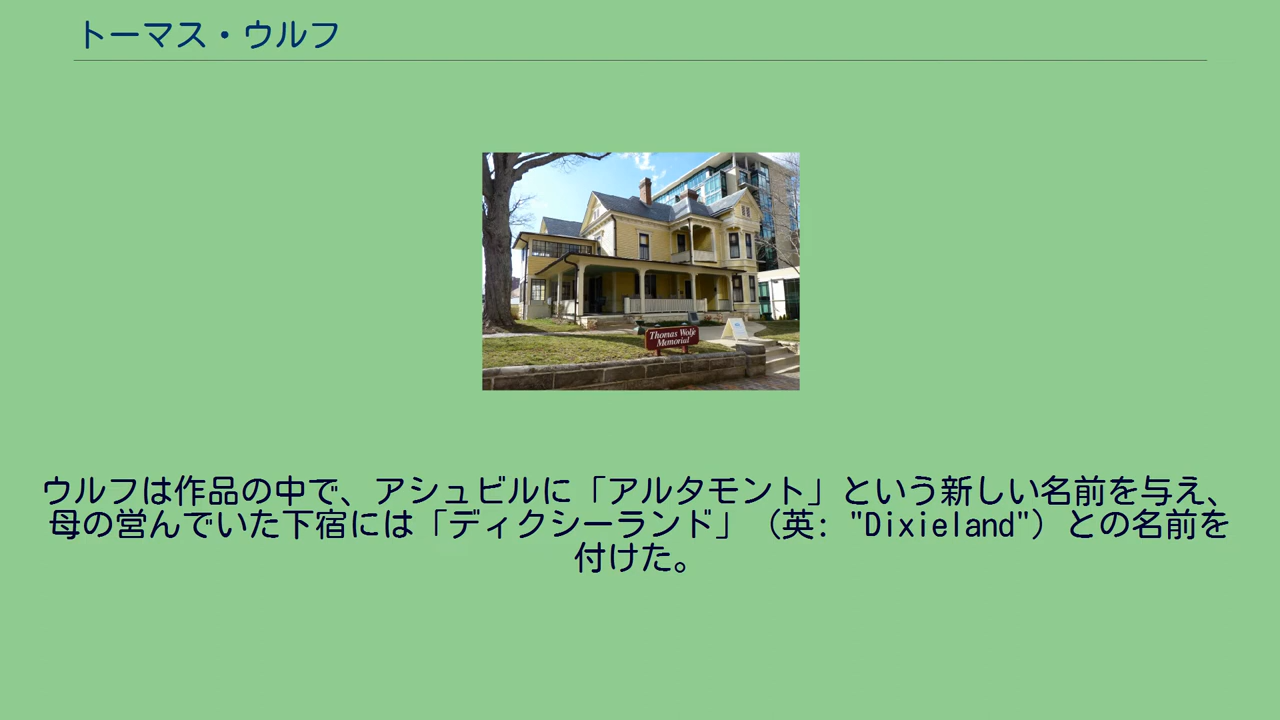 トーマス・ウルフ
Thomas Wolfe
Memorial
ウルフは作品の中で、アシュビルに「アルタモント」という新しい名前を与え、
母の営んでいた下宿には「ディクシーランド」（英: "Dixieland"）との名前を
付けた。